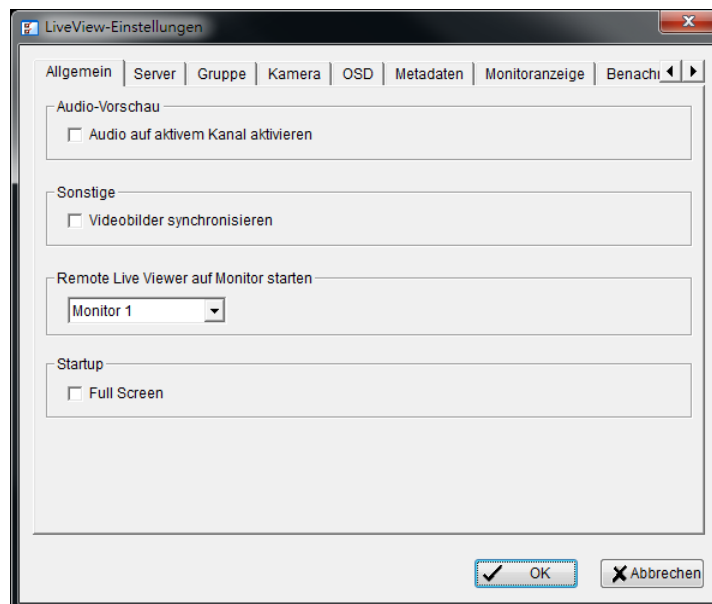 LiveView-Einstellungen
Allgemein Server Gruppe Kamera OSD Metadaten Monitoranzeige Benachr
Audio-Vorschau
Audio auf aktivem Kanal aktivieren
Sonstige
Videobilder synchronisieren
Remote Live Viewer auf Monitor starten
Monitor 1
Startup
Full Screen
OK Abbrechen